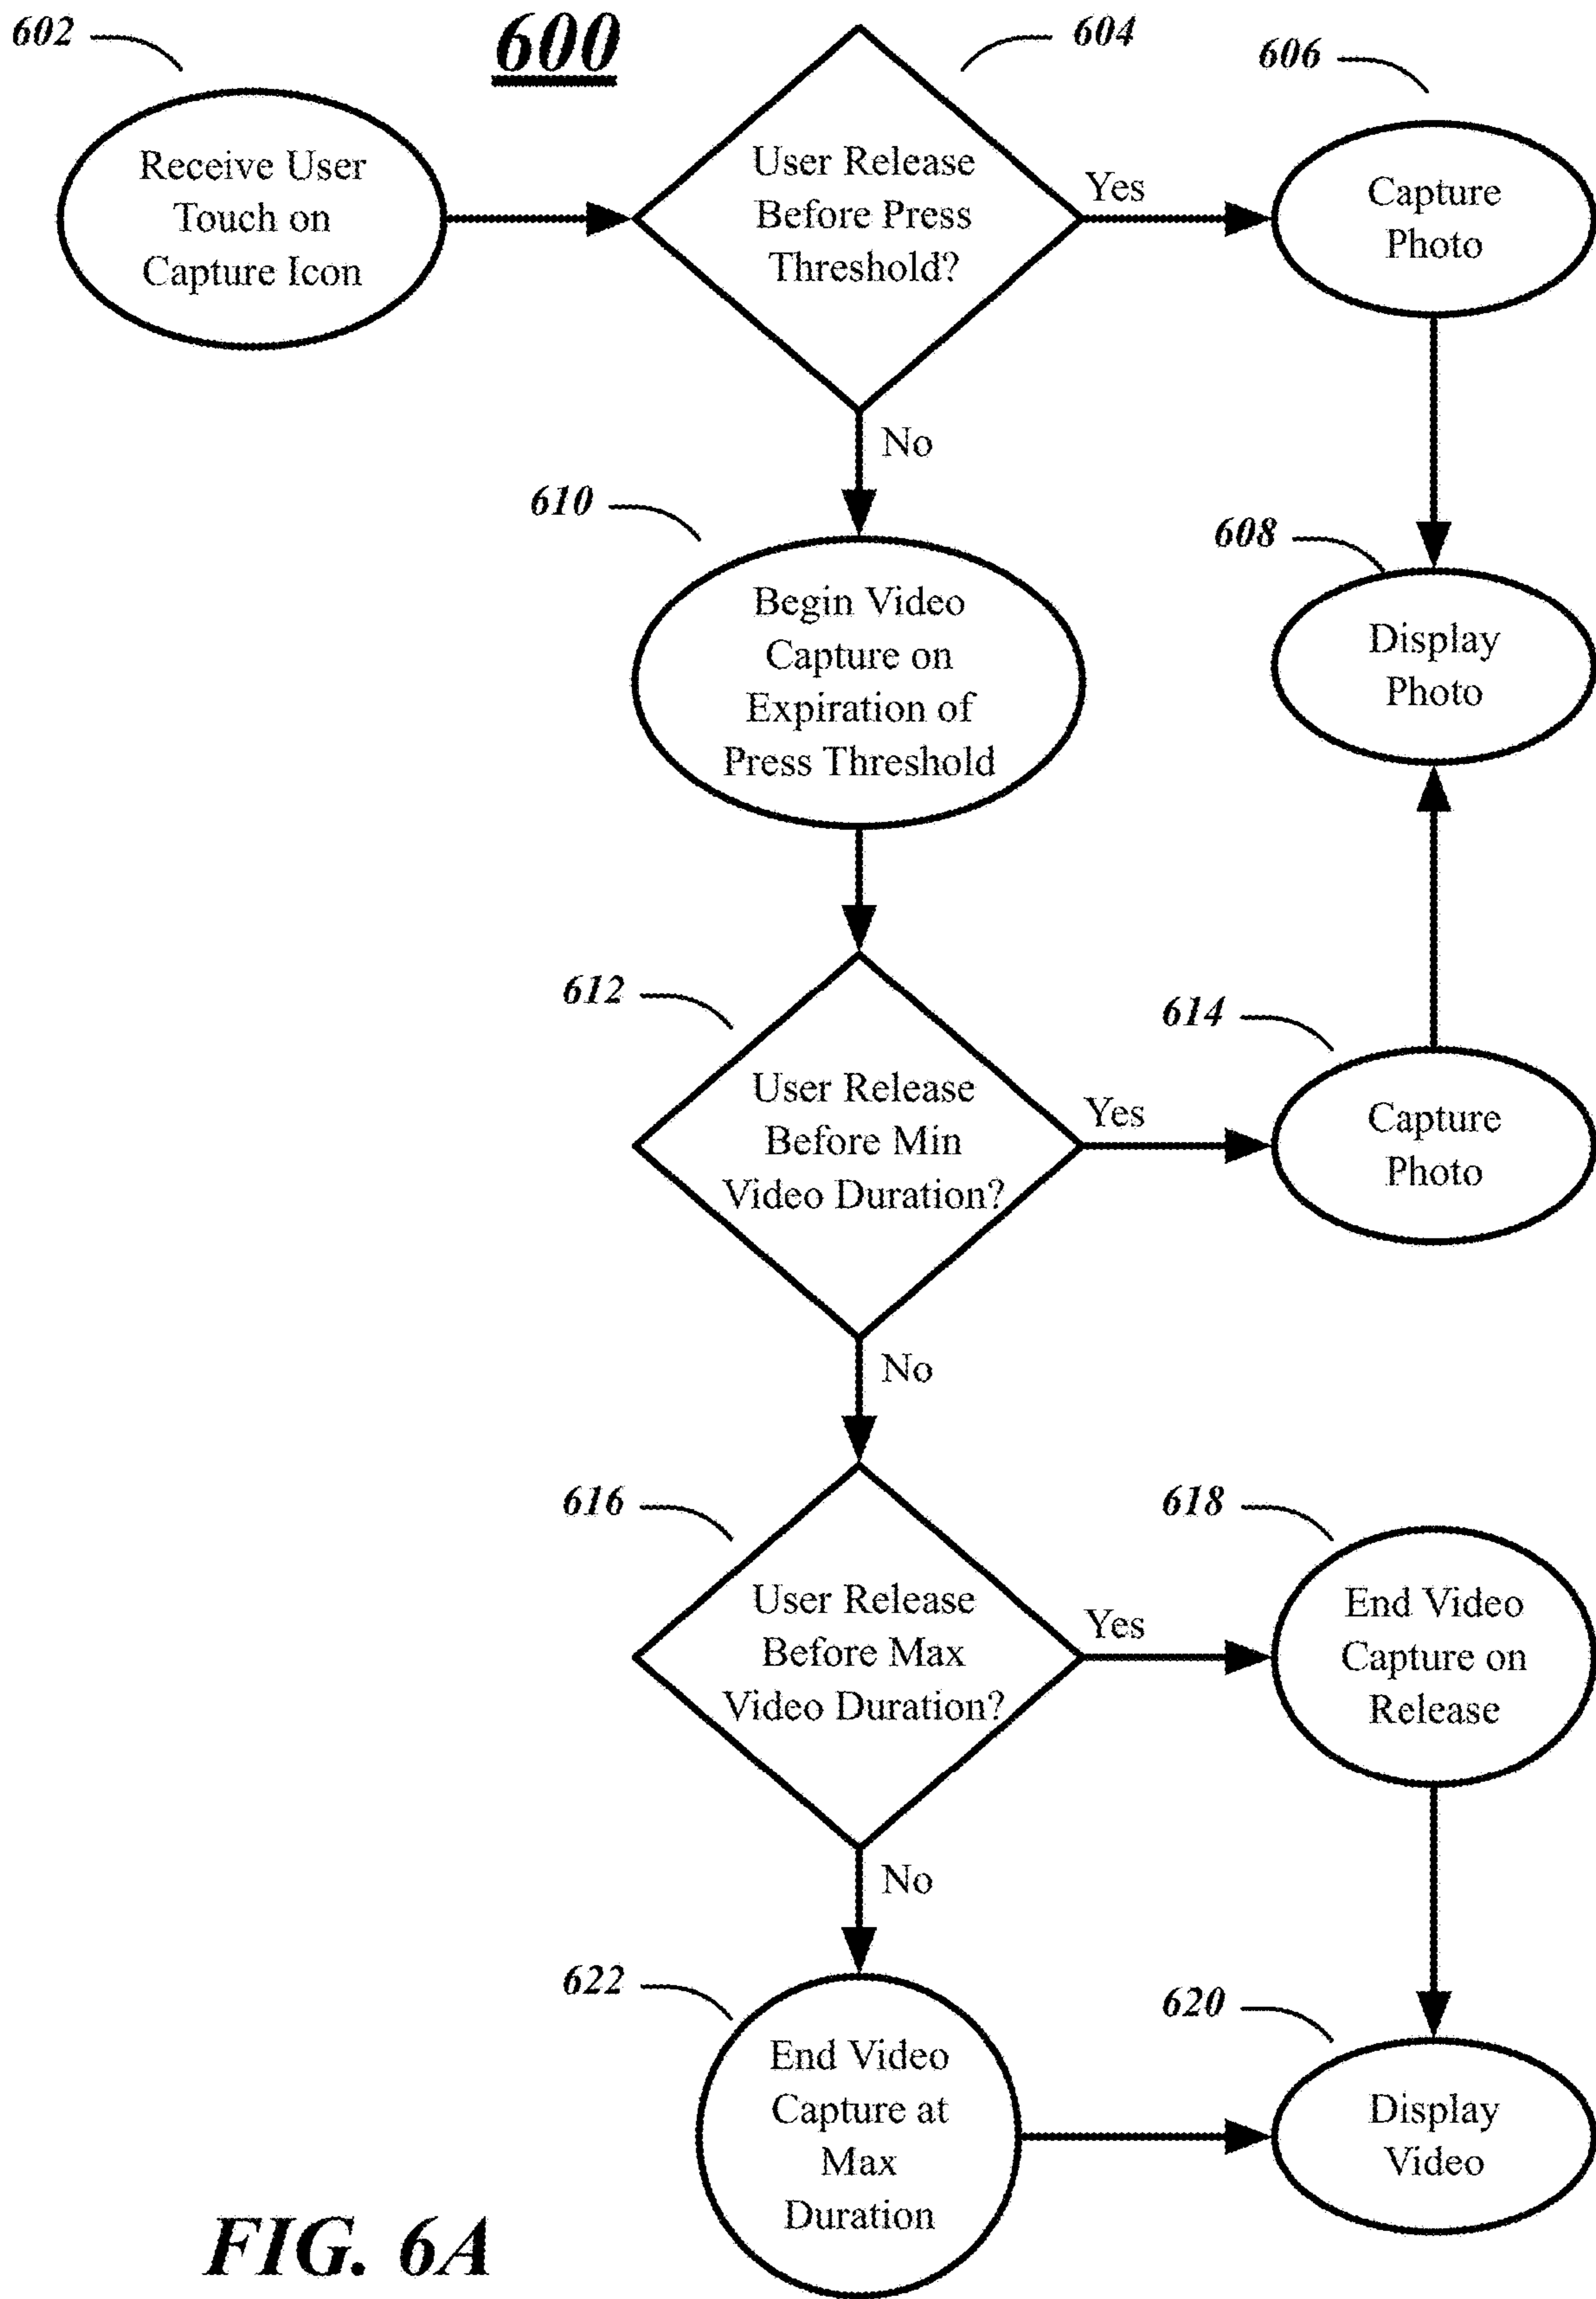 602
600
604
606
Receive User
Touch on
Capture Icon
User Release
Before Press
Threshold?
Yes
Capture
Photo
No
610
608
Begin Video
Capture on
Expiration of
Press Threshold
Display
Photo
612
614
User Release
Before Min
Video Duration?
Yes
Capture
Photo
No
616
618
User Release
Before Max
Video Duration?
Yes
End Video
Capture on
Release
No
622
620
End Video
Capture at
Max
Duration
Display
Video
FIG. 6A